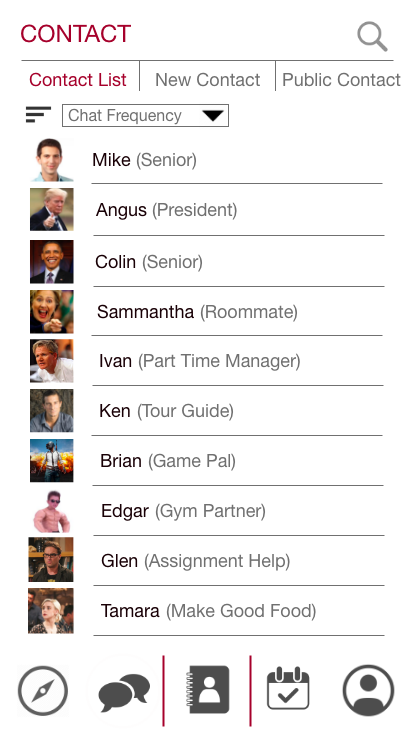 CONTACT
Contact List New Contact Public Contact
Chat Frequency
Mike (Senior)
Angus (President)
Colin (Senior)
Sammantha (Roommate)
Ivan (Part Time Manager)
Ken (Tour Guide)
Brian (Game Pal)
Edgar (Gym Partner)
Glen (Assignment Help)
Tamara (Make Good Food)